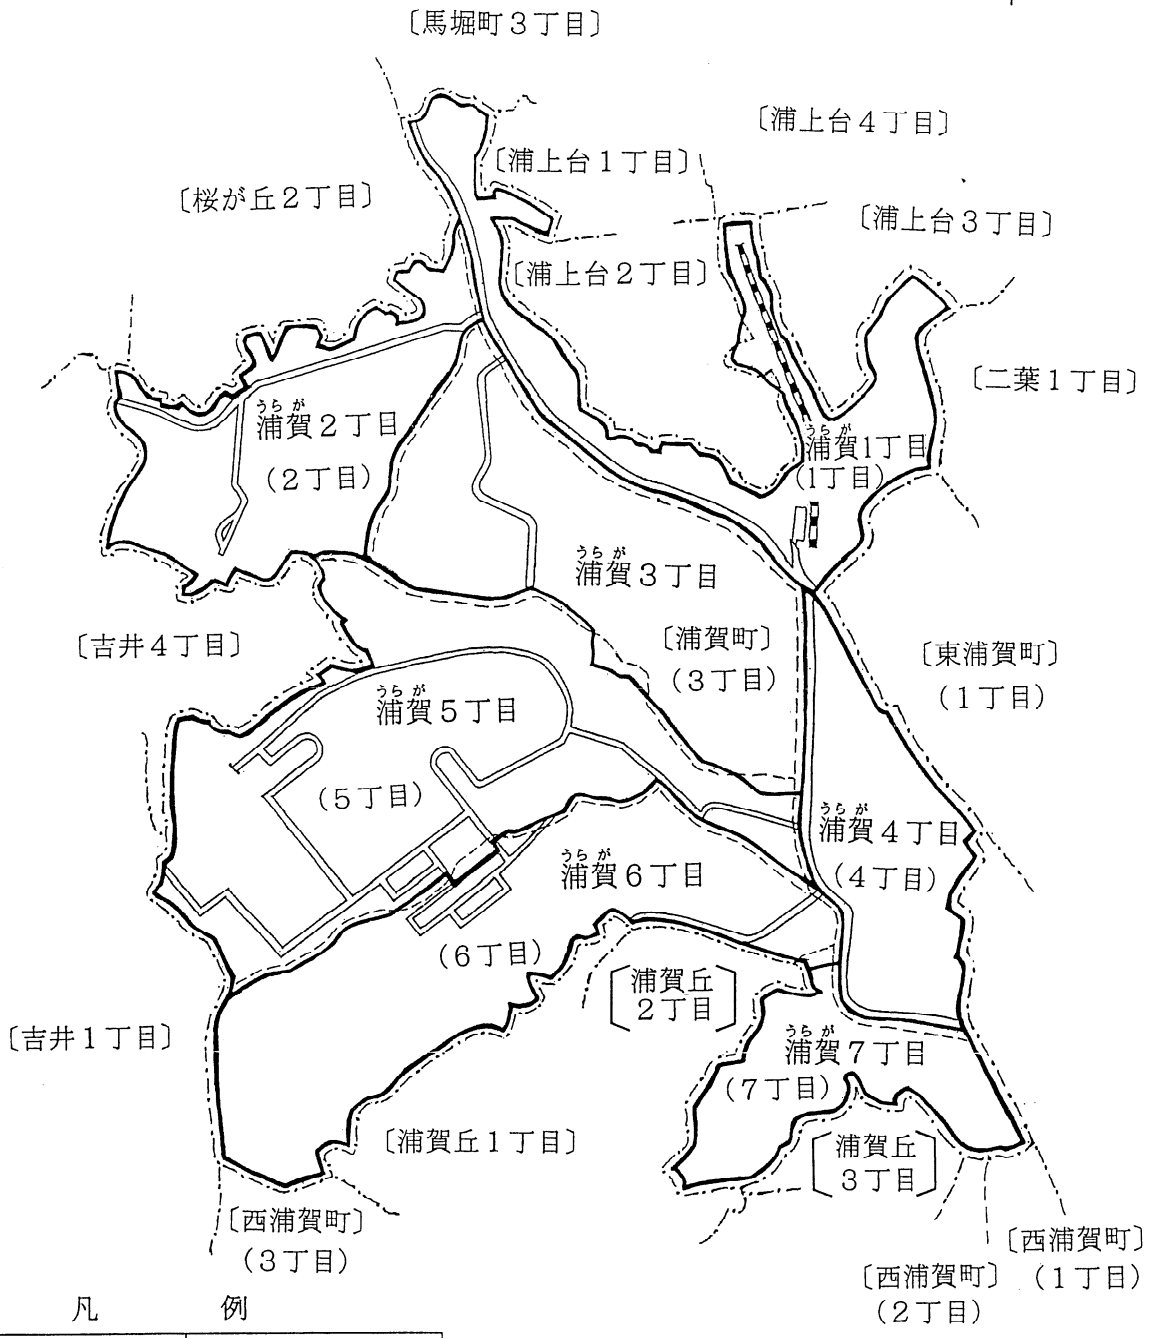 〔馬堀町3丁目〕
〔浦上台4丁目〕
〔浦上台1丁目〕
〔桜が丘2丁目〕
〔浦上台3丁目〕
〔浦上台2丁目〕
〔二葉1丁目〕
うらが
浦賀2丁目
(2丁目)
うらが
浦賀1丁目
(1丁目)
うらが
浦賀3丁目
〔浦賀町〕
(3丁目)
〔吉井4丁目〕
〔東浦賀町〕
(1丁目)
うらが
浦賀5丁目
(5丁目)
うらが
浦賀4丁目
(4丁目)
うらが
浦賀6丁目
(6丁目)
〔浦賀丘
2丁目〕
〔吉井1丁目〕
うらが
浦賀7丁目
(7丁目)
〔浦賀丘1丁目〕
〔浦賀丘
3丁目〕
〔西浦賀町〕
(3丁目)
〔西浦賀町〕
(1丁目)
〔西浦賀町〕
(2丁目)
凡例